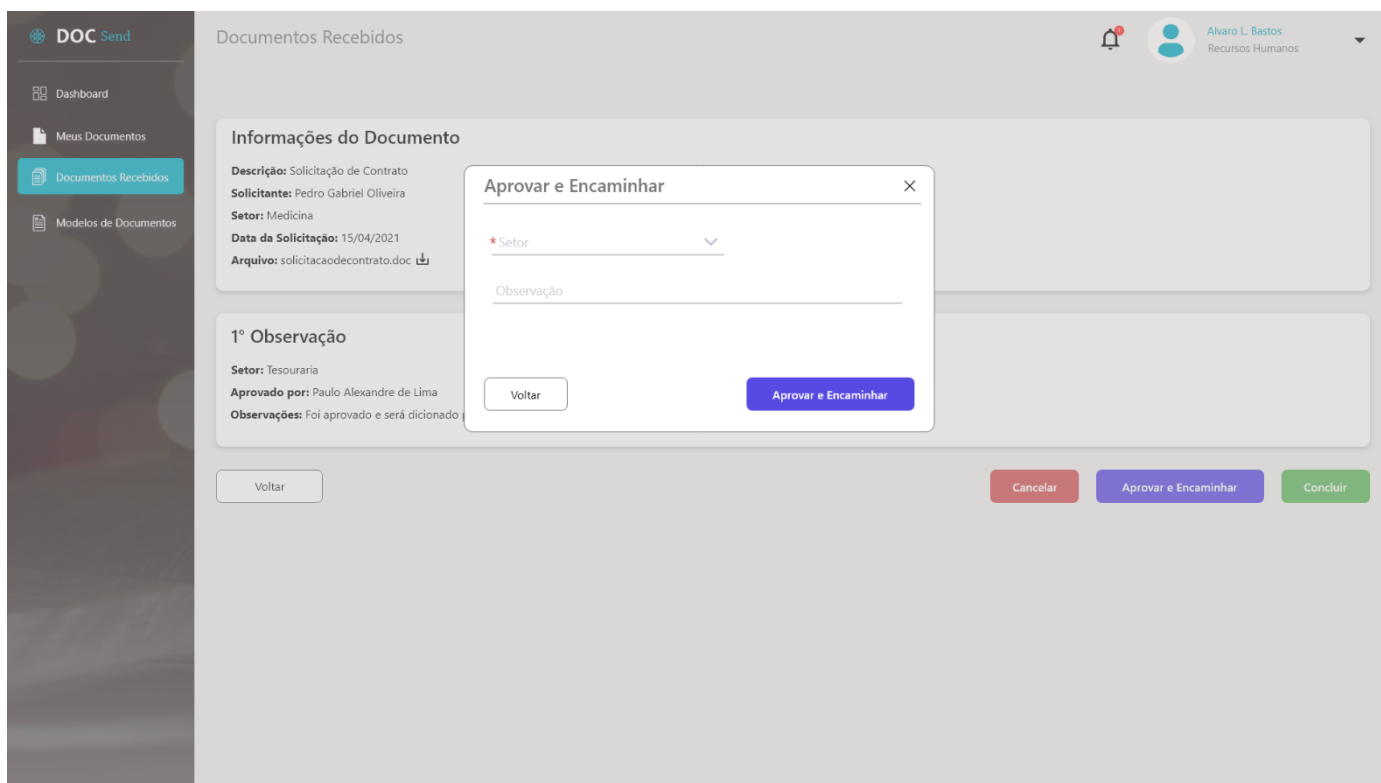 DOC Send
Dashboard
Meus Documentos
Documentos Recebidos
Modelos de Documentos
Documentos Recebidos
Alvaro L. Bastos
Recursos Humanos
Informações do Documento
Descrição: Solicitação de Contrato
Solicitante: Pedro Gabriel Oliveira
Setor: Medicina
Data da Solicitação: 15/04/2021
Arquivo: solicitacaodecontrato.doc
Aprovar e Encaminhar
*Setor
Observação
Voltar
Aprovar e Encaminhar
1° Observação
Setor: Tesouraria
Aprovado por: Paulo Alexandre de Lima
Observações: Foi aprovado e será dicionado
Voltar
Cancelar
Aprovar e Encaminhar
Concluir